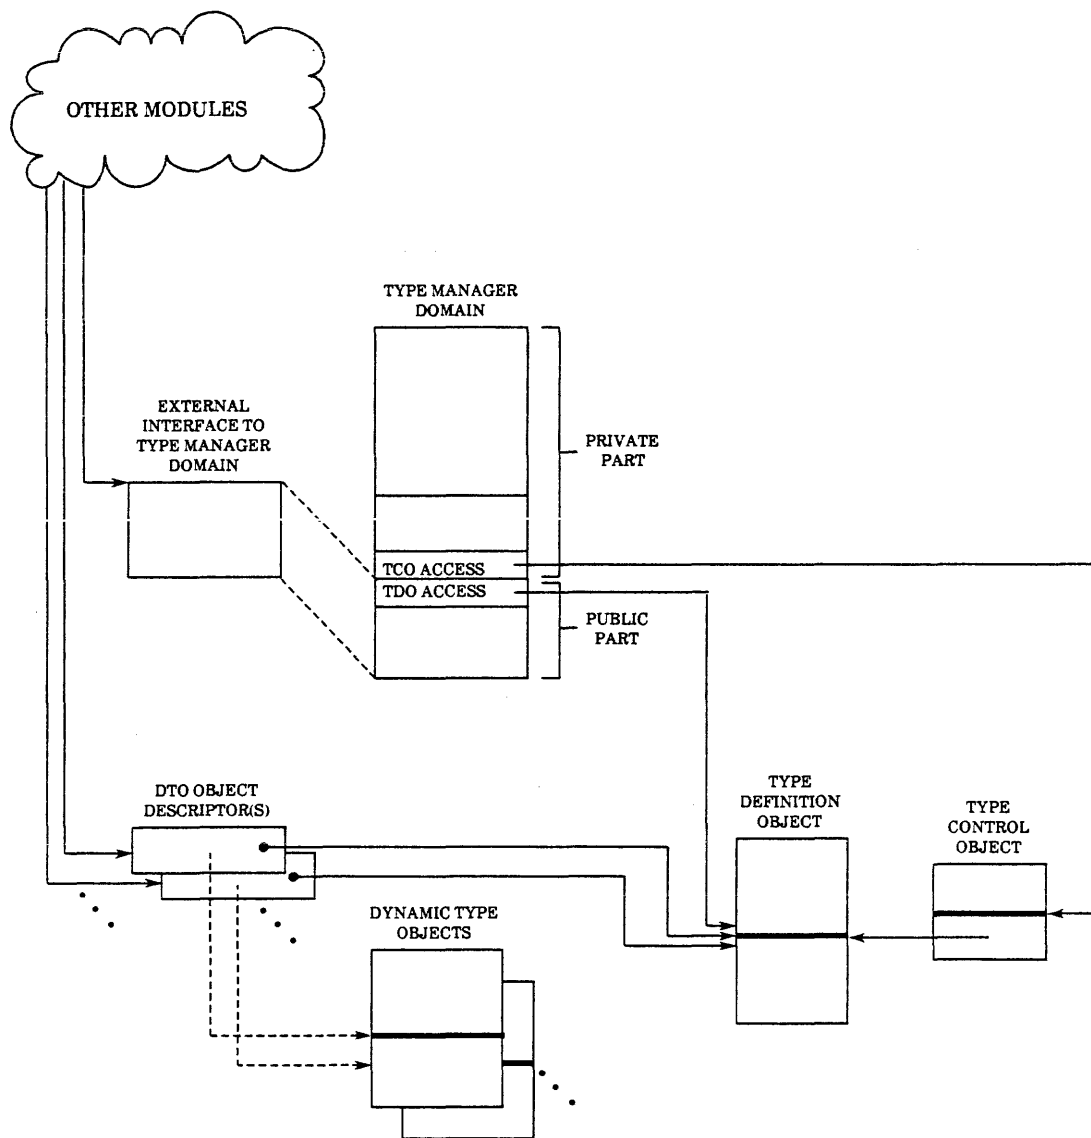 OTHER MODULES
TYPE MANAGER
DOMAIN
EXTERNAL
INTERFACE TO
TYPE MANAGER
DOMAIN
PRIVATE
PART
TCO ACCESS
TDO ACCESS
PUBLIC
PART
DTO OBJECT
DESCRIPTOR(S)
TYPE
DEFINITION
OBJECT
TYPE
CONTROL
OBJECT
DYNAMIC TYPE
OBJECTS